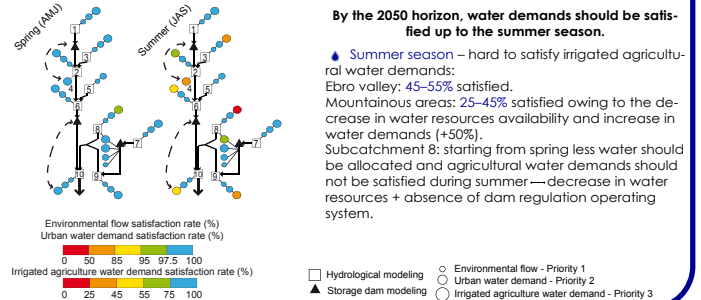 Spring (AMJ)
Summer (JAS)
1
3
2
4
5
6
8
7
10
9
1
3
2
4
5
6
8
7
10
9
Environmental flow satisfaction rate (%)
Urban water demand satisfaction rate (%)
0 50 85 95 97.5 100
Irrigated agriculture water demand satisfaction rate (%)
0 25 45 55 75 100
By the 2050 horizon, water demands should be satis-
fied up to the summer season.
Summer season – hard to satisfy irrigated agricultu-
ral water demands:
Ebro valley: 45–55% satisfied.
Mountainous areas: 25–45% satisfied owing to the de-
crease in water resources availability and increase in
water demands (+50%).
Subcatchment 8: starting from spring less water should
be allocated and agricultural water demands should
not be satisfied during summer — decrease in water
resources + absence of dam regulation operating
system.
Hydrological modeling
Storage dam modeling
Environmental flow - Priority 1
Urban water demand - Priority 2
Irrigated agriculture water demand - Priority 3